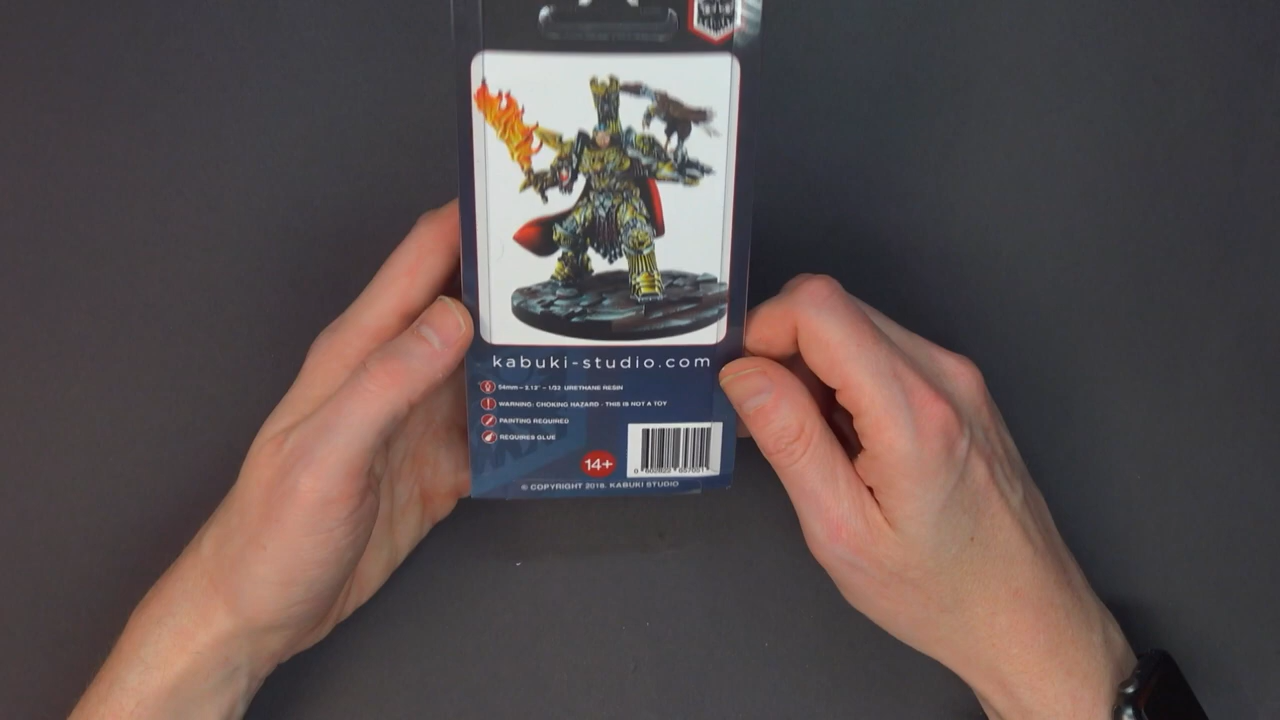 kabuki-studio.com
54mm - 2.12" - 1/32 URETHANE RESIN
WARNING: CHOKING HAZARD - THIS IS NOT A TOY
PAINTING REQUIRED
REQUIRES GLUE
14+
© COPYRIGHT 2018. KABUKI STUDIO